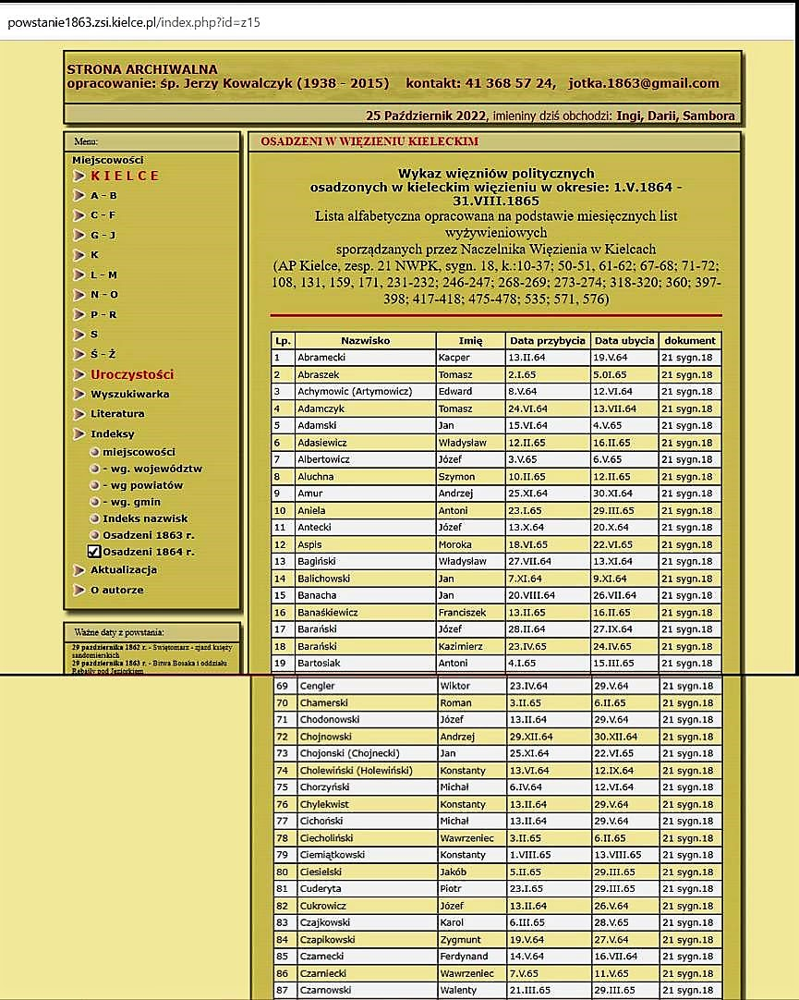 powstanie1863.zsi.kielce.pl/index.php?id=z15
STRONA ARCHIWALNA
opracowanie: śp. Jerzy Kowalczyk (1938 - 2015) kontakt: 41 368 57 24, jotka.1863@gmail.com
25 Październik 2022, imieniny dziś obchodzi: Ingi, Darii, Sambora
Menu:
Miejscowości
K I E L C E
A - B
C - F
G - J
K
L - M
N - O
P - R
S
Ś - Ż
Uroczystości
Wyszukiwarka
Literatura
Indeksy
miejscowości
- wg. województw
- wg powiatów
- wg. gmin
Indeks nazwisk
Osadzeni 1863 r.
Osadzeni 1864 r.
Aktualizacja
O autorze
Ważne daty z powstania:
29 października 1862 r. - Świętomarz - zjazd księży
sandomierskich
29 października 1863 r. - Bitwa Bosaka i oddziału
Rębajły pod Jeziorkiem
OSADZENI W WIĘZIENIU KIELECKIM
Wykaz więzniów politycznych
osadzonych w kieleckim więzieniu w okresie: 1.V.1864 -
31.VIII.1865
Lista alfabetyczna opracowana na podstawie miesięcznych list
wyżywieniowych
sporządzanych przez Naczelnika Więzienia w Kielcach
(AP Kielce, zesp. 21 NWPK, sygn. 18, k.:10-37; 50-51, 61-62; 67-68; 71-72;
108, 131, 159, 171, 231-232; 246-247; 268-269; 273-274; 318-320; 360; 397-
398; 417-418; 475-478; 535; 571, 576)
Lp. Nazwisko Imię Data przybycia Data ubycia dokument
1 Abramecki Kacper 13.II.64 19.V.64 21 sygn.18
2 Abraszek Tomasz 2.I.65 5.0I.65 21 sygn.18
3 Achymowic (Artymowicz) Edward 8.V.64 12.VI.64 21 sygn.18
4 Adamczyk Tomasz 24.VI.64 13.VII.64 21 sygn.18
5 Adamski Jan 15.VI.64 4.V.65 21 sygn.18
6 Adasiewicz Władysław 12.II.65 16.II.65 21 sygn.18
7 Albertowicz Józef 3.V.65 6.V.65 21 sygn.18
8 Aluchna Szymon 10.II.65 12.II.65 21 sygn.18
9 Amur Andrzej 25.XI.64 30.XI.64 21 sygn.18
10 Aniela Antoni 23.I.65 29.III.65 21 sygn.18
11 Antecki Józef 13.X.64 20.X.64 21 sygn.18
12 Aspis Moroka 18.VI.65 22.VI.65 21 sygn.18
13 Bagiński Władysław 27.VII.64 13.XI.64 21 sygn.18
14 Balichowski Jan 7.XI.64 9.XI.64 21 sygn.18
15 Banacha Jan 20.VIII.64 26.VII.64 21 sygn.18
16 Banaśkiewicz Franciszek 13.II.65 16.II.65 21 sygn.18
17 Barański Józef 28.II.64 27.IX.64 21 sygn.18
18 Barański Kazimierz 23.IV.65 24.IV.65 21 sygn.18
19 Bartosiak Antoni 4.I.65 15.III.65 21 sygn.18
69 Cengler Wiktor 23.IV.64 29.V.64 21 sygn.18
70 Chamerski Roman 3.II.65 6.II.65 21 sygn.18
71 Chodonowski Józef 13.II.64 29.V.64 21 sygn.18
72 Chojnowski Andrzej 29.XII.64 30.XII.64 21 sygn.18
73 Chojonski (Chojnecki) Jan 25.XI.64 22.VI.65 21 sygn.18
74 Cholewiński (Holewiński) Konstanty 13.VI.64 12.IX.64 21 sygn.18
75 Chorzyński Michał 6.IV.64 12.VI.64 21 sygn.18
76 Chylekwist Konstanty 13.II.64 29.V.64 21 sygn.18
77 Cichoński Michał 13.II.64 29.V.64 21 sygn.18
78 Ciecholiński Wawrzeniec 3.II.65 6.II.65 21 sygn.18
79 Ciemiątkowski Konstanty 1.VIII.65 13.VIII.65 21 sygn.18
80 Ciesielski Jakób 5.II.65 29.III.65 21 sygn.18
81 Cuderyta Piotr 23.I.65 29.III.65 21 sygn.18
82 Cukrowicz Józef 13.II.64 26.V.64 21 sygn.18
83 Czajkowski Karol 6.III.65 28.V.65 21 sygn.18
84 Czapikowski Zygmunt 19.V.64 27.V.64 21 sygn.18
85 Czarnecki Ferdynand 14.V.64 16.VII.64 21 sygn.18
86 Czarniecki Wawrzeniec 7.V.65 11.V.65 21 sygn.18
87 Czarnowski Walenty 21.III.65 29.III.65 21 sygn.18